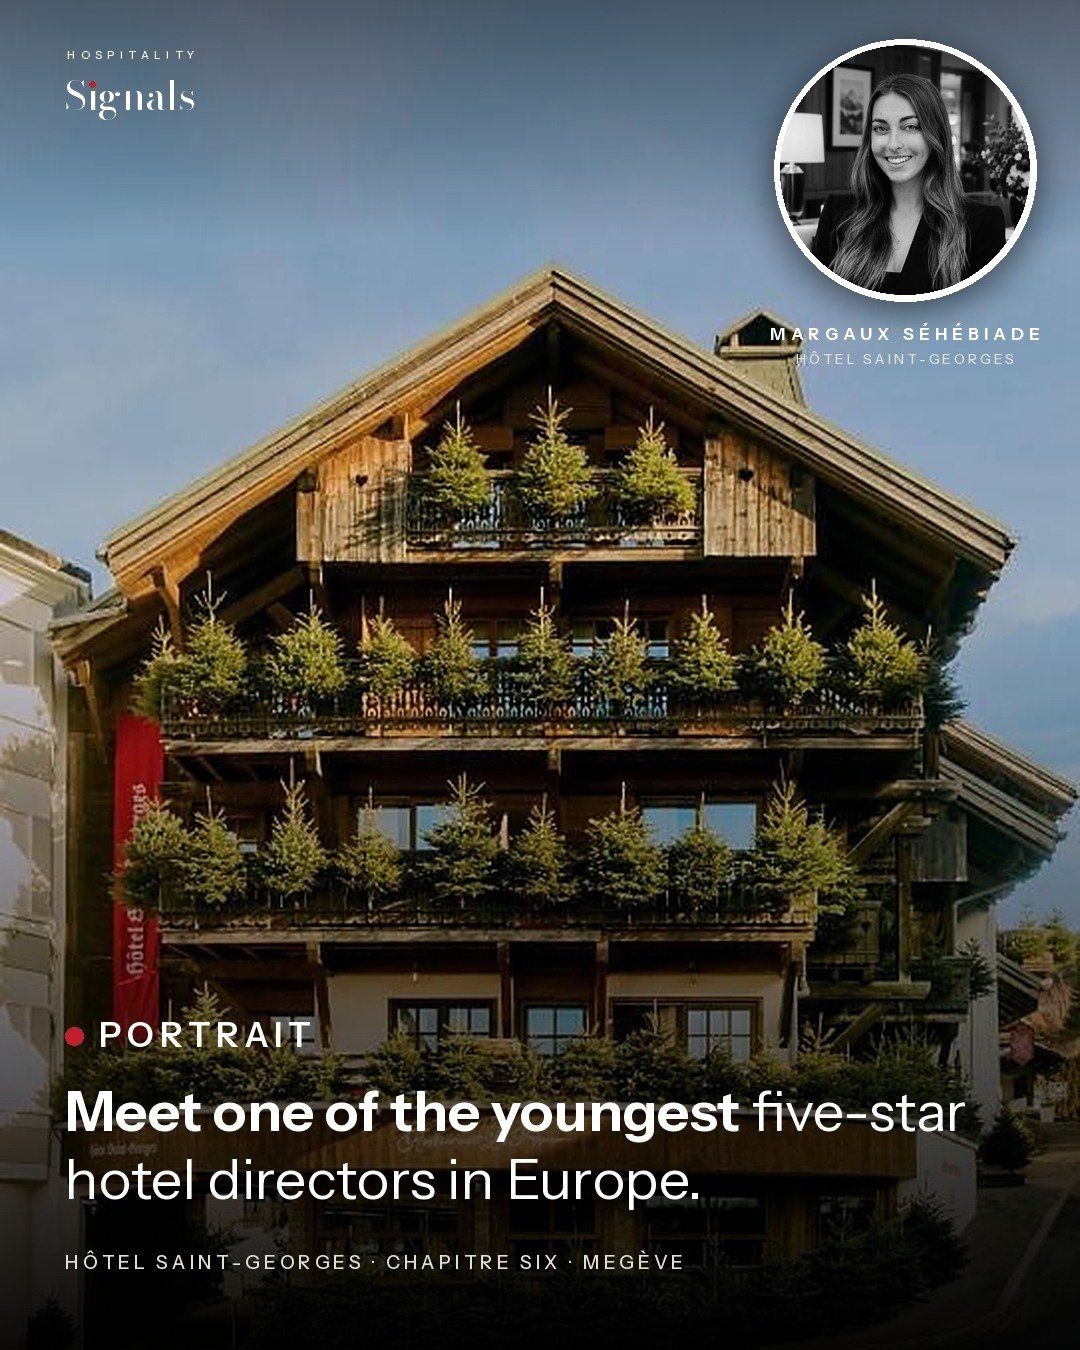 HOSPITALITY
Signals
MARGAUX SÉHÉBIADE
HÔTEL SAINT-GEORGES
Hôtel
PORTRAIT
Meet one of the youngest five-star
hotel directors in Europe.
HÔTEL SAINT-GEORGES · CHAPITRE SIX · MEGÈVE